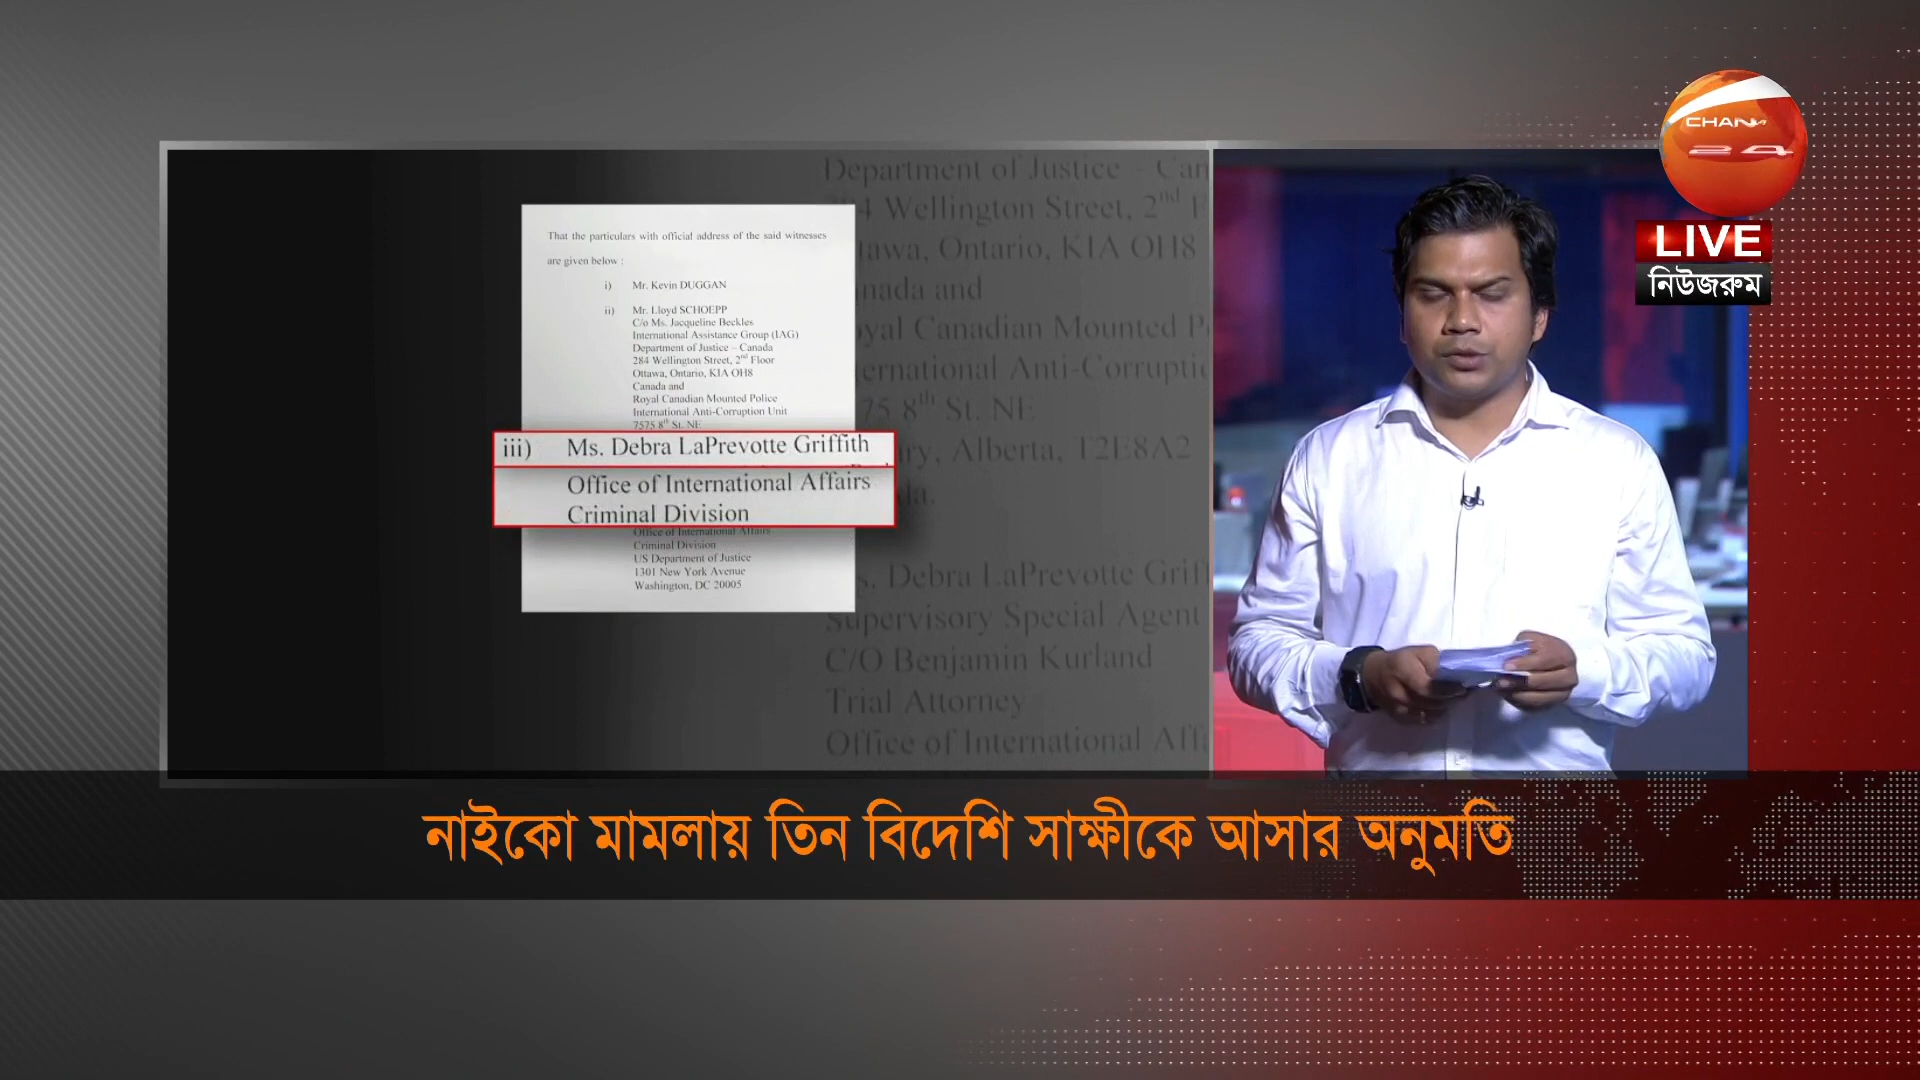 CHAN
24
LIVE
নিউজরুম
That the particulars with official address of the said witnesses
are given below :
i) Mr. Kevin DUGGAN
ii) Mr. Lloyd SCHOEPP
C/o Ms. Jacqueline Beckles
International Assistance Group (IAG)
Department of Justice – Canada
284 Wellington Street, 2nd Floor
Ottawa, Ontario, KIA OH8
Canada and
Royal Canadian Mounted Police
International Anti-Corruption Unit
7575 8th St. NE
iii) Ms. Debra LaPrevotte Griffith
Office of International Affairs
Criminal Division
Office of International Affairs
Criminal Division
US Department of Justice
1301 New York Avenue
Washington, DC 20005
Department of Justice – Can
Wellington Street, 2nd F
ttawa, Ontario, KIA OH8
nada and
yal Canadian Mounted P
ernational Anti-Corruptic
75 8th St. NE
ary, Alberta, T2E8A2
da.
s. Debra LaPrevotte Grif
Supervisory Special Agent
C/O Benjamin Kurland
Trial Attorney
Office of International Aff
নাইকো মামলায় তিন বিদেশি সাক্ষীকে আসার অনুমতি